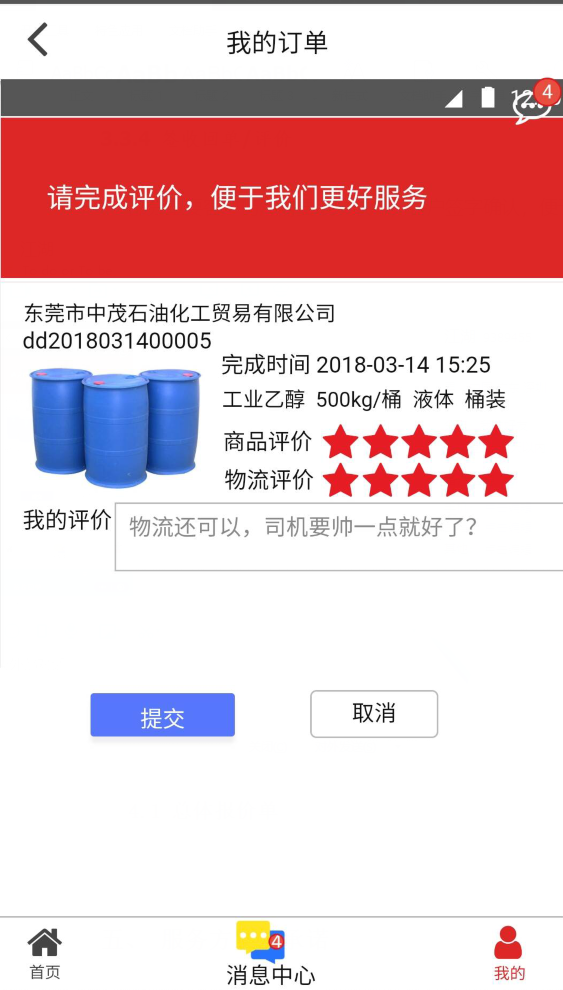 我的订单
4
请完成评价，便于我们更好服务
东莞市中茂石油化工贸易有限公司
dd2018031400005
完成时间 2018-03-14 15:25
工业乙醇 500kg/桶 液体 桶装
商品评价
物流评价
我的评价
物流还可以，司机要帅一点就好了?
提交
取消
4
首页
消息中心
我的